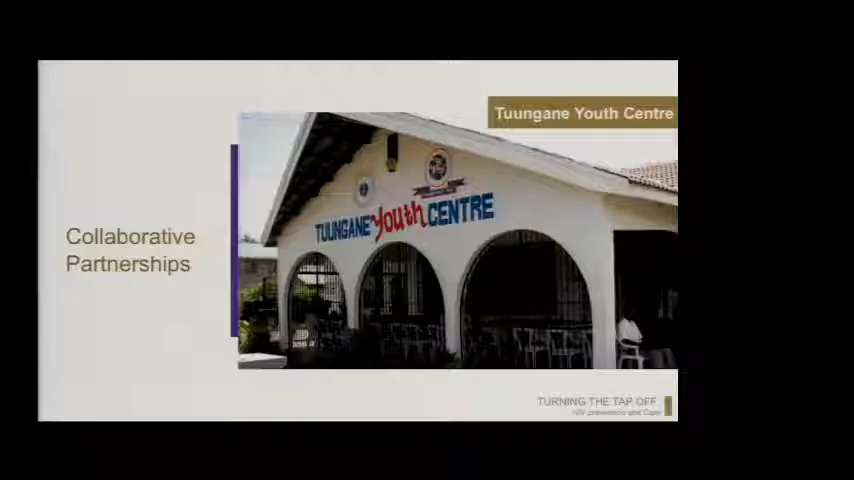 Tuungane Youth Centre
TUUNGANE Youth CENTRE
Collaborative
Partnerships
TURNING THE TAP OFF
HIV prevention and Care